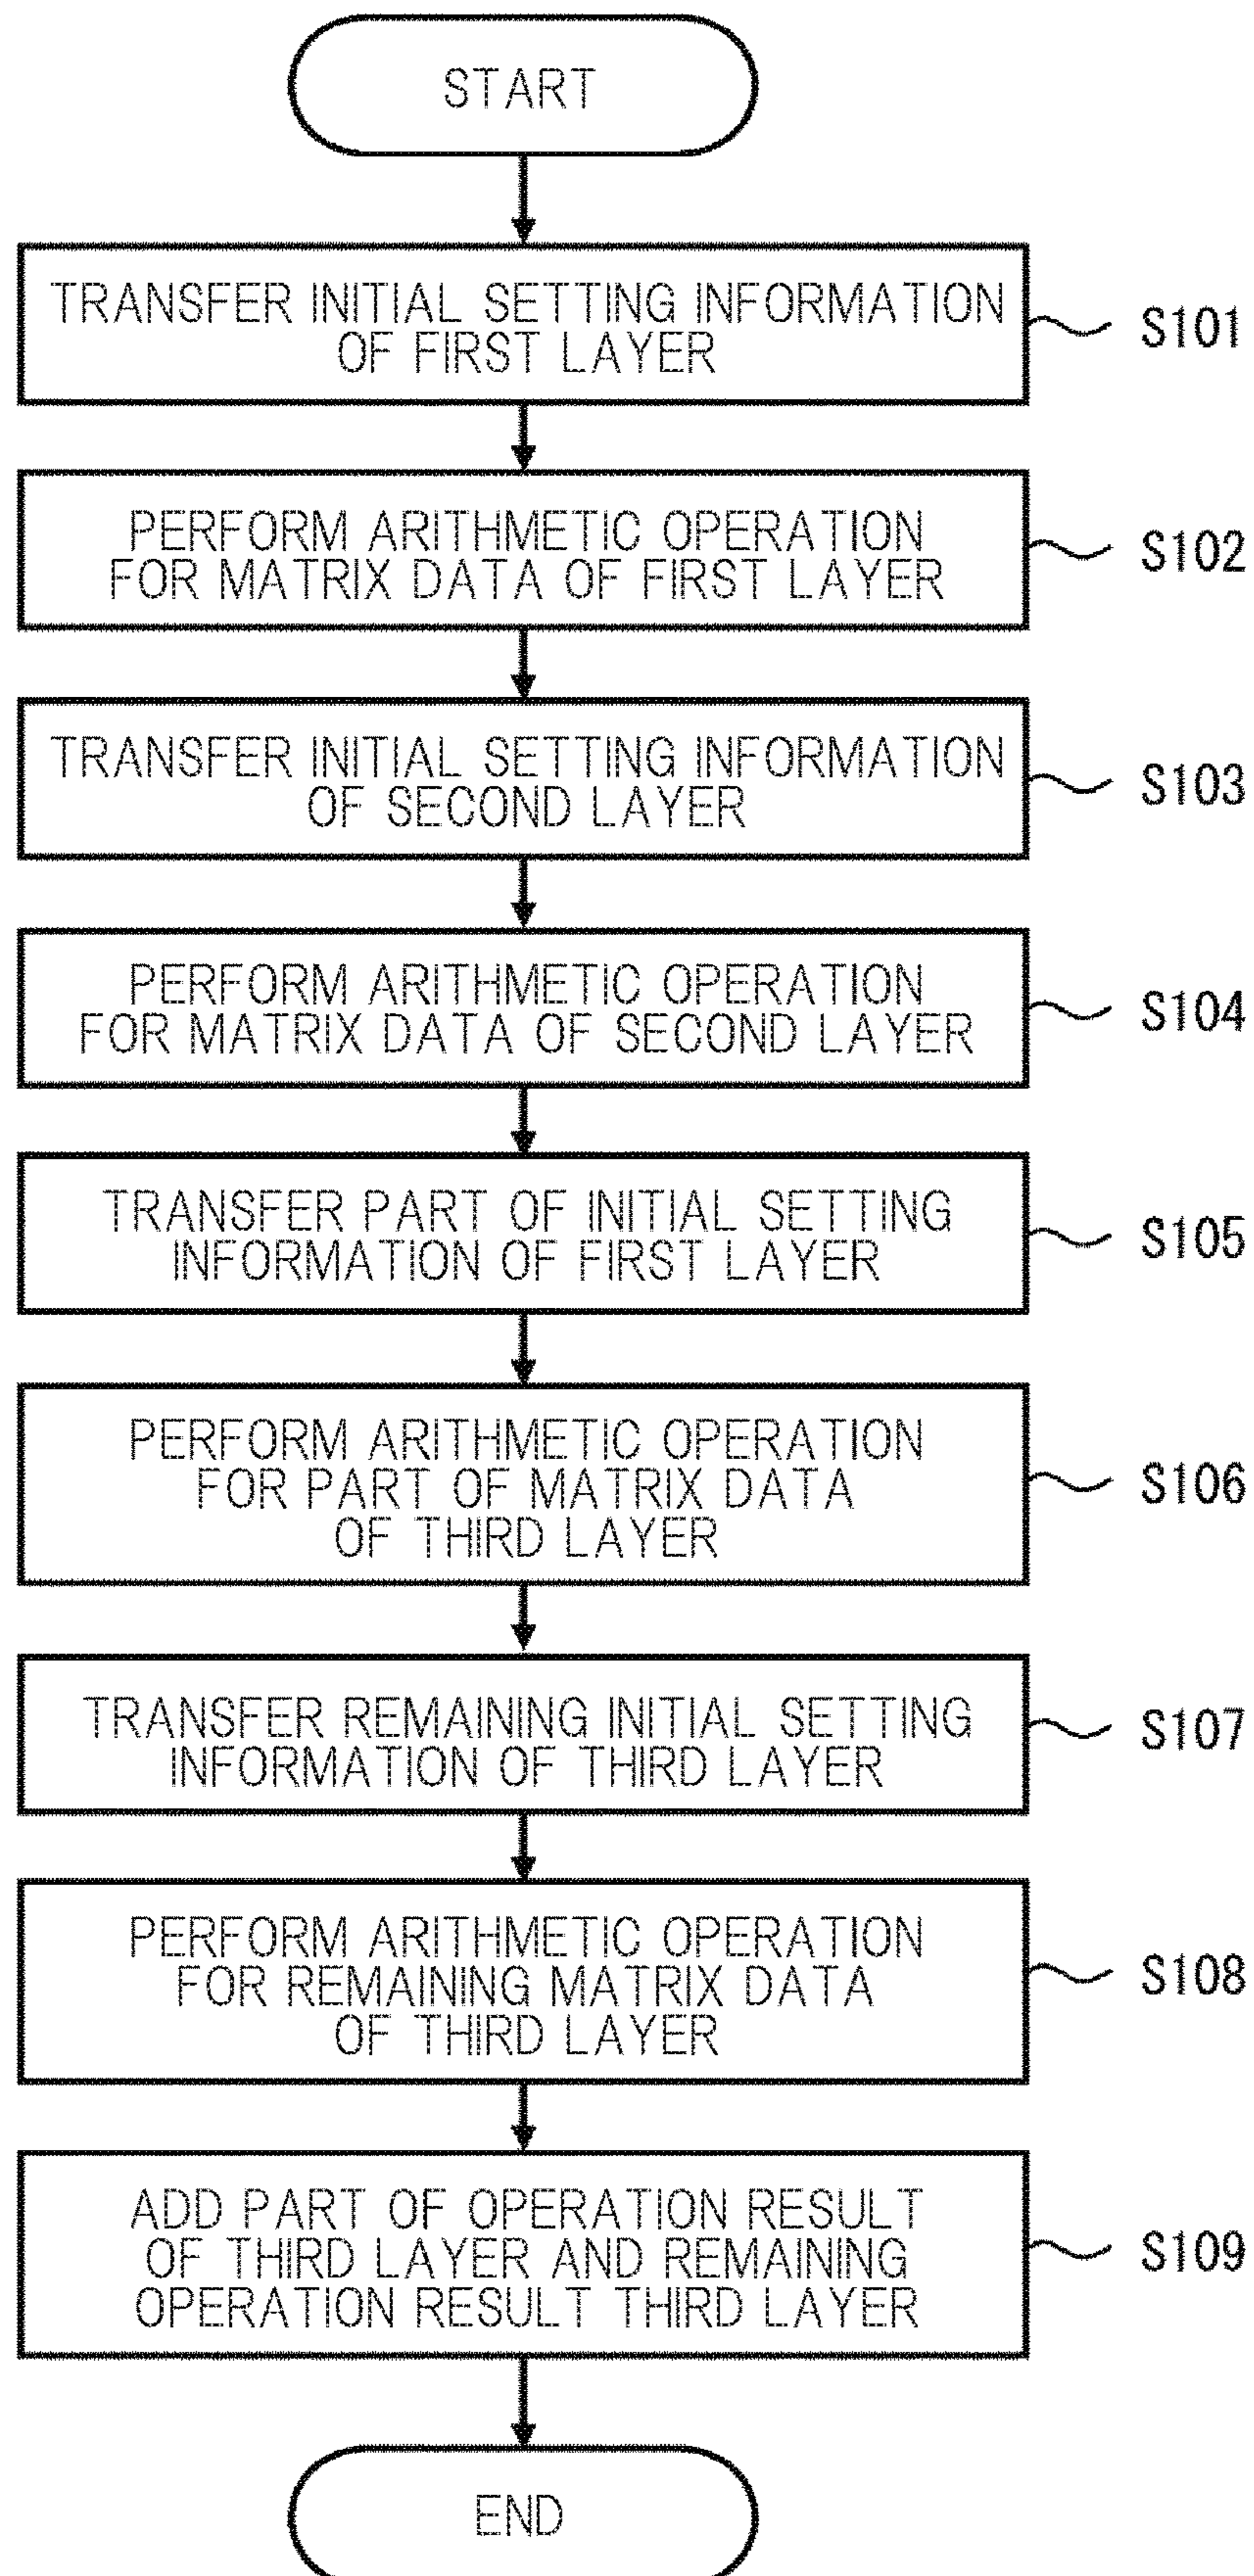 START
TRANSFER INITIAL SETTING INFORMATION
OF FIRST LAYER
S101
PERFORM ARITHMETIC OPERATION
FOR MATRIX DATA OF FIRST LAYER
S102
TRANSFER INITIAL SETTING INFORMATION
OF SECOND LAYER
S103
PERFORM ARITHMETIC OPERATION
FOR MATRIX DATA OF SECOND LAYER
S104
TRANSFER PART OF INITIAL SETTING
INFORMATION OF FIRST LAYER
S105
PERFORM ARITHMETIC OPERATION
FOR PART OF MATRIX DATA
OF THIRD LAYER
S106
TRANSFER REMAINING INITIAL SETTING
INFORMATION OF THIRD LAYER
S107
PERFORM ARITHMETIC OPERATION
FOR REMAINING MATRIX DATA
OF THIRD LAYER
S108
ADD PART OF OPERATION RESULT
OF THIRD LAYER AND REMAINING
OPERATION RESULT THIRD LAYER
S109
END